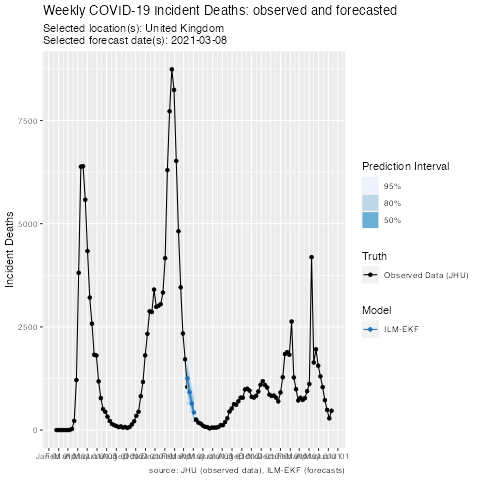 Weekly COVID-19 Incident Deaths: observed and forecasted
Selected location(s): United Kingdom
Selected forecast date(s): 2021-03-08
7500
5000
2500
0
Incident Deaths
Prediction Interval
95%
80%
50%
Truth
Observed Data (JHU)
Model
ILM-EKF
source: JHU (observed data), ILM-EKF (forecasts)